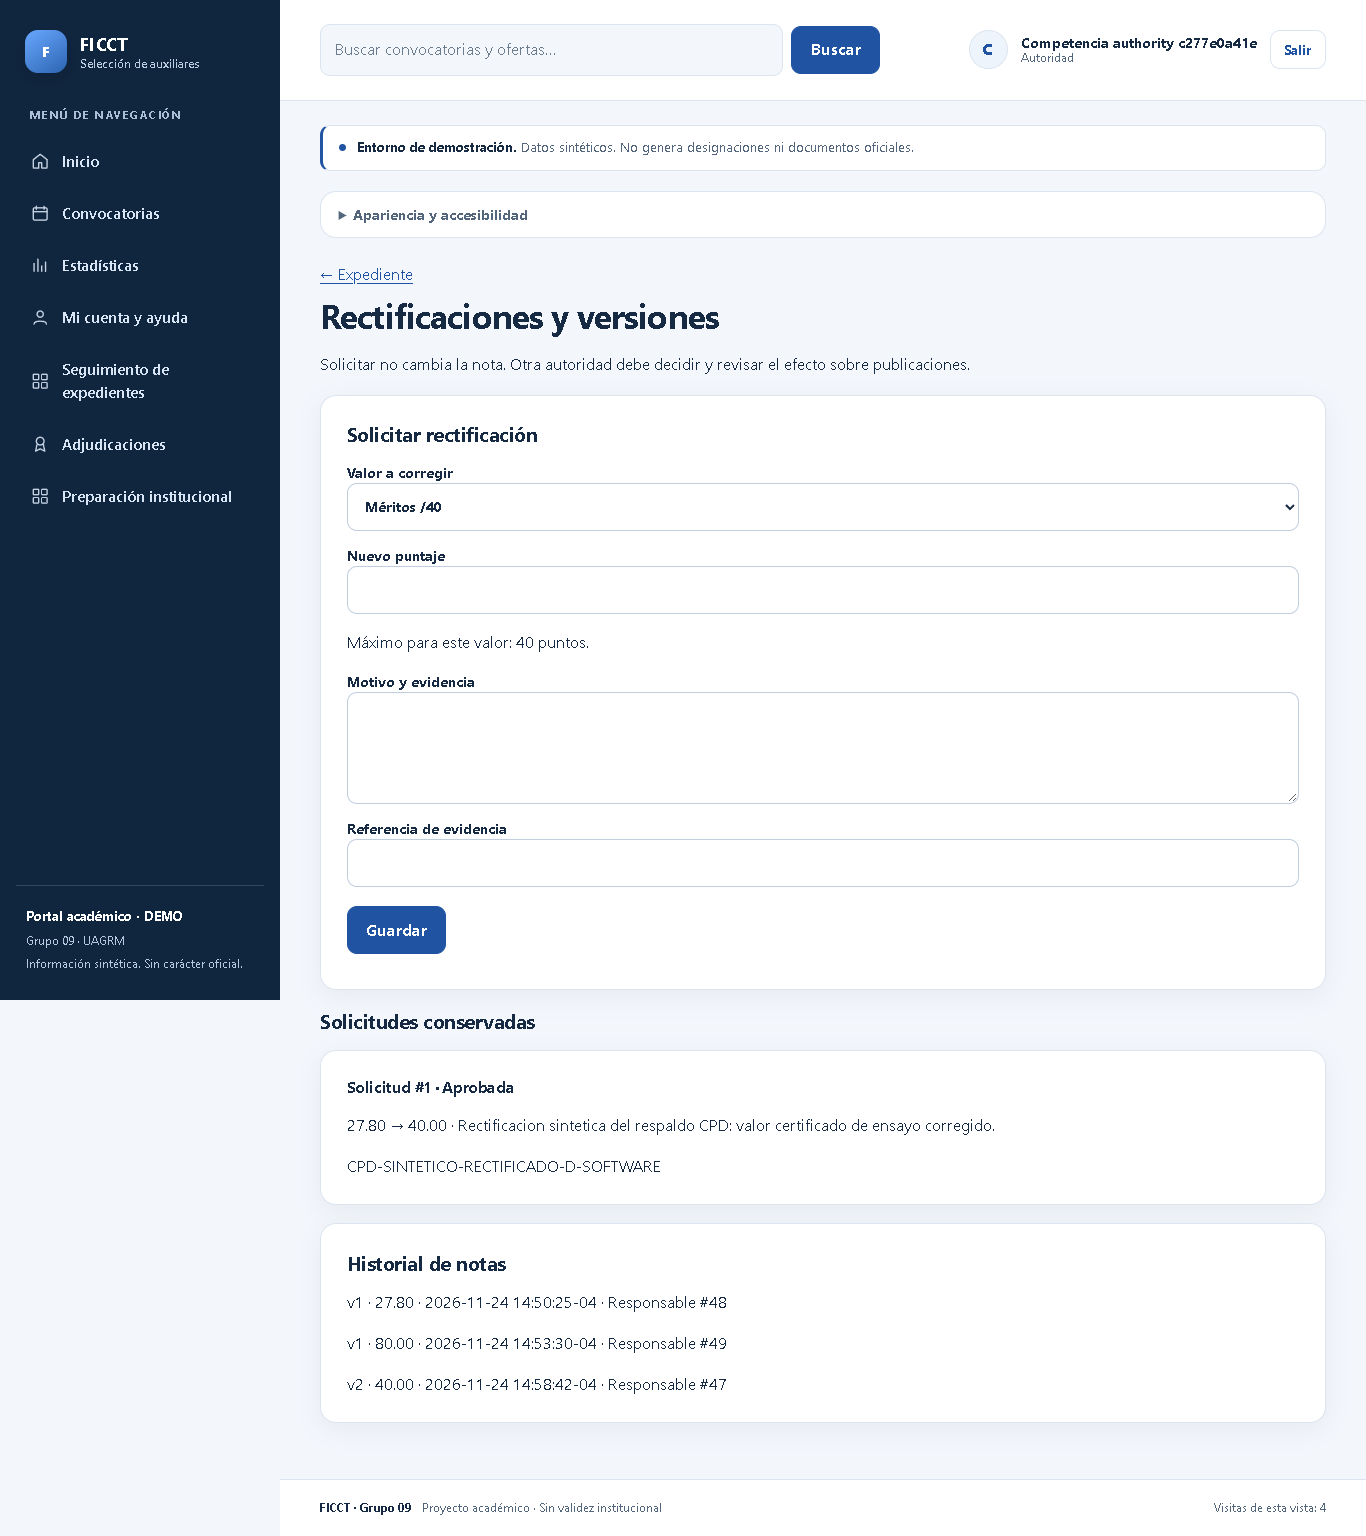 F
FICCT
Selección de auxiliares
MENÚ DE NAVEGACIÓN
Inicio
Convocatorias
Estadísticas
Mi cuenta y ayuda
Seguimiento de
expedientes
Adjudicaciones
Preparación institucional
Portal académico · DEMO
Grupo 09 · UAGRM
Información sintética. Sin carácter oficial.
Buscar convocatorias y ofertas...
Buscar
C
Competencia authority c277e0a41e
Autoridad
Salir
Entorno de demostración. Datos sintéticos. No genera designaciones ni documentos oficiales.
▶ Apariencia y accesibilidad
← Expediente
Rectificaciones y versiones
Solicitar no cambia la nota. Otra autoridad debe decidir y revisar el efecto sobre publicaciones.
Solicitar rectificación
Valor a corregir
Méritos /40
Nuevo puntaje
Máximo para este valor: 40 puntos.
Motivo y evidencia
Referencia de evidencia
Guardar
Solicitudes conservadas
Solicitud #1 · Aprobada
27.80 → 40.00 · Rectificacion sintetica del respaldo CPD: valor certificado de ensayo corregido.
CPD-SINTETICO-RECTIFICADO-D-SOFTWARE
Historial de notas
v1 · 27.80 · 2026-11-24 14:50:25-04 · Responsable #48
v1 · 80.00 · 2026-11-24 14:53:30-04 · Responsable #49
v2 · 40.00 · 2026-11-24 14:58:42-04 · Responsable #47
FICCT · Grupo 09 Proyecto académico · Sin validez institucional
Visitas de esta vista: 4